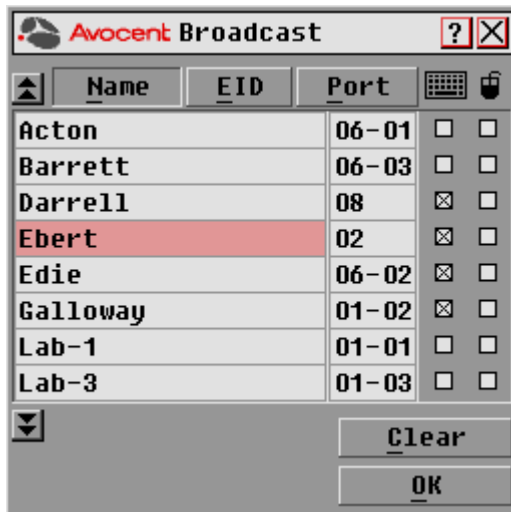 Avocent Broadcast ? X
Name EID Port
Acton 06-01
Barrett 06-03
Darrell 08
Ebert 02
Edie 06-02
Galloway 01-02
Lab-1 01-01
Lab-3 01-03
Clear
OK